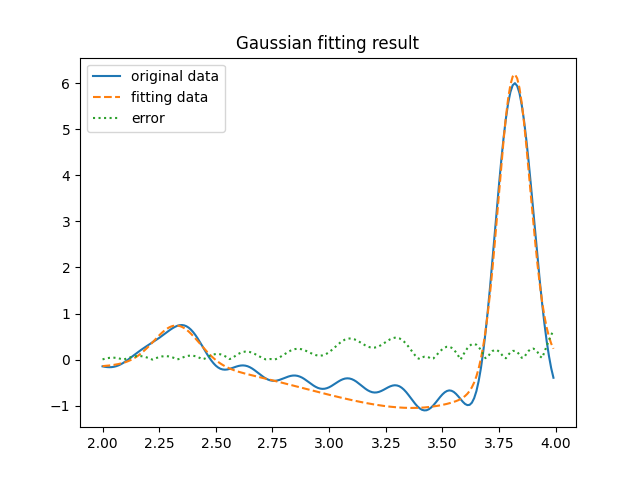 Gaussian fitting result
original data
fitting data
error
6
5
4
3
2
1
0
−1
2.00 2.25 2.50 2.75 3.00 3.25 3.50 3.75 4.00